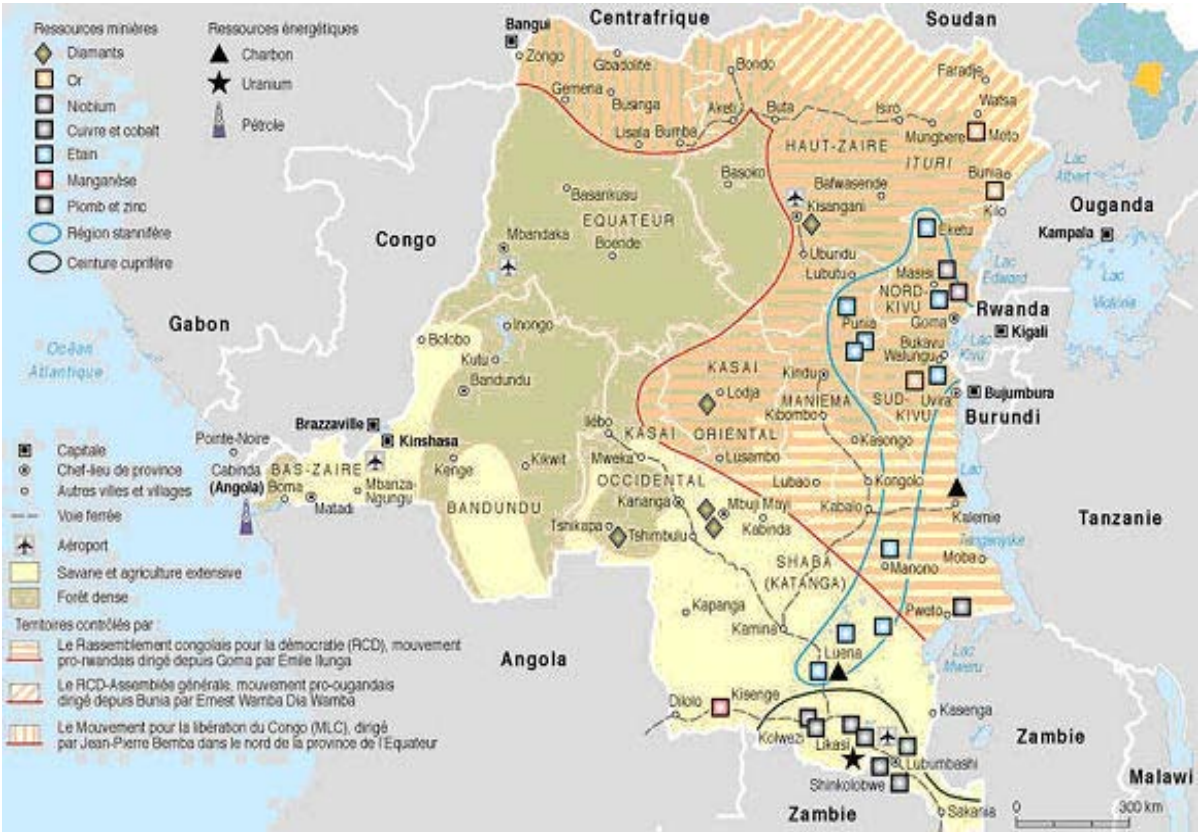 Ressources minières
Diamants
Or
Niobium
Cuivre et cobalt
Etain
Manganèse
Plomb et zinc
Région stannifère
Ceinture cuprifère
Ressources énergétiques
Charbon
Uranium
Pétrole
Centrafrique
Soudan
Bangui
Zongo
Gbadolite
Bondo
Faradje
Gemena
Businga
Aketi
Buta
Isiro
Watsa
Mungbere
Moto
Lisala
Bumba
HAUT-ZAIRE
ITURI
Lac
Albert
Basoko
Bafwasende
Bunia
Kilo
Basankusu
Kisangani
Ouganda
Congo
EQUATEUR
Mbandaka
Boende
Ubundu
Eketu
Kampala
Lubutu
Masisi
Lac
Edward
Lac
Victoria
NORD-
KIVU
Gabon
Inongo
Punia
Goma
Rwanda
Kigali
Bolobo
Bukavu
Lac
Kivu
Océan
Atlantique
Kutu
Walungu
Bandundu
KASAI
Kindu
Lodja
MANIEMA
SUD-
KIVU
Uvira
Bujumbura
Burundi
Kibombo
Brazzaville
Kinshasa
Ilébo
KASAI
ORIENTAL
Pointe-Noire
Kasongo
Cabinda
(Angola)
BAS-ZAIRE
Boma
Matadi
Mbanza-
Ngungu
Kenge
Kikwit
Mweka
Lusambo
OCCIDENTAL
Kananga
Lubao
Kongolo
Lac
Tanganyika
BANDUNDU
Mbuji Mayi
Kabalo
Kalemie
Tanzanie
Tshikapa
Tshimbulu
Kabinda
Manono
Moba
SHABA
(KATANGA)
Kapanga
Kamina
Pweto
Luena
Lac
Mweru
Angola
Dilolo
Kisenge
Kasenga
Kolwezi
Likasi
Lubumbashi
Shinkolobwe
Sakania
Zambie
Zambie
Malawi
0 300 km
Capitale
Chef-lieu de province
Autres villes et villages
Voie ferrée
Aéroport
Savane et agriculture extensive
Forêt dense
Territoires contrôlés par :
Le Rassemblement congolais pour la démocratie (RCD), mouvement
pro-rwandais dirigé depuis Goma par Emile Ilunga
Le RCD-Assemblée générale, mouvement pro-ougandais
dirigé depuis Bunia par Ernest Wamba Dia Wamba
Le Mouvement pour la libération du Congo (MLC), dirigé
par Jean-Pierre Bemba dans le nord de la province de l'Equateur